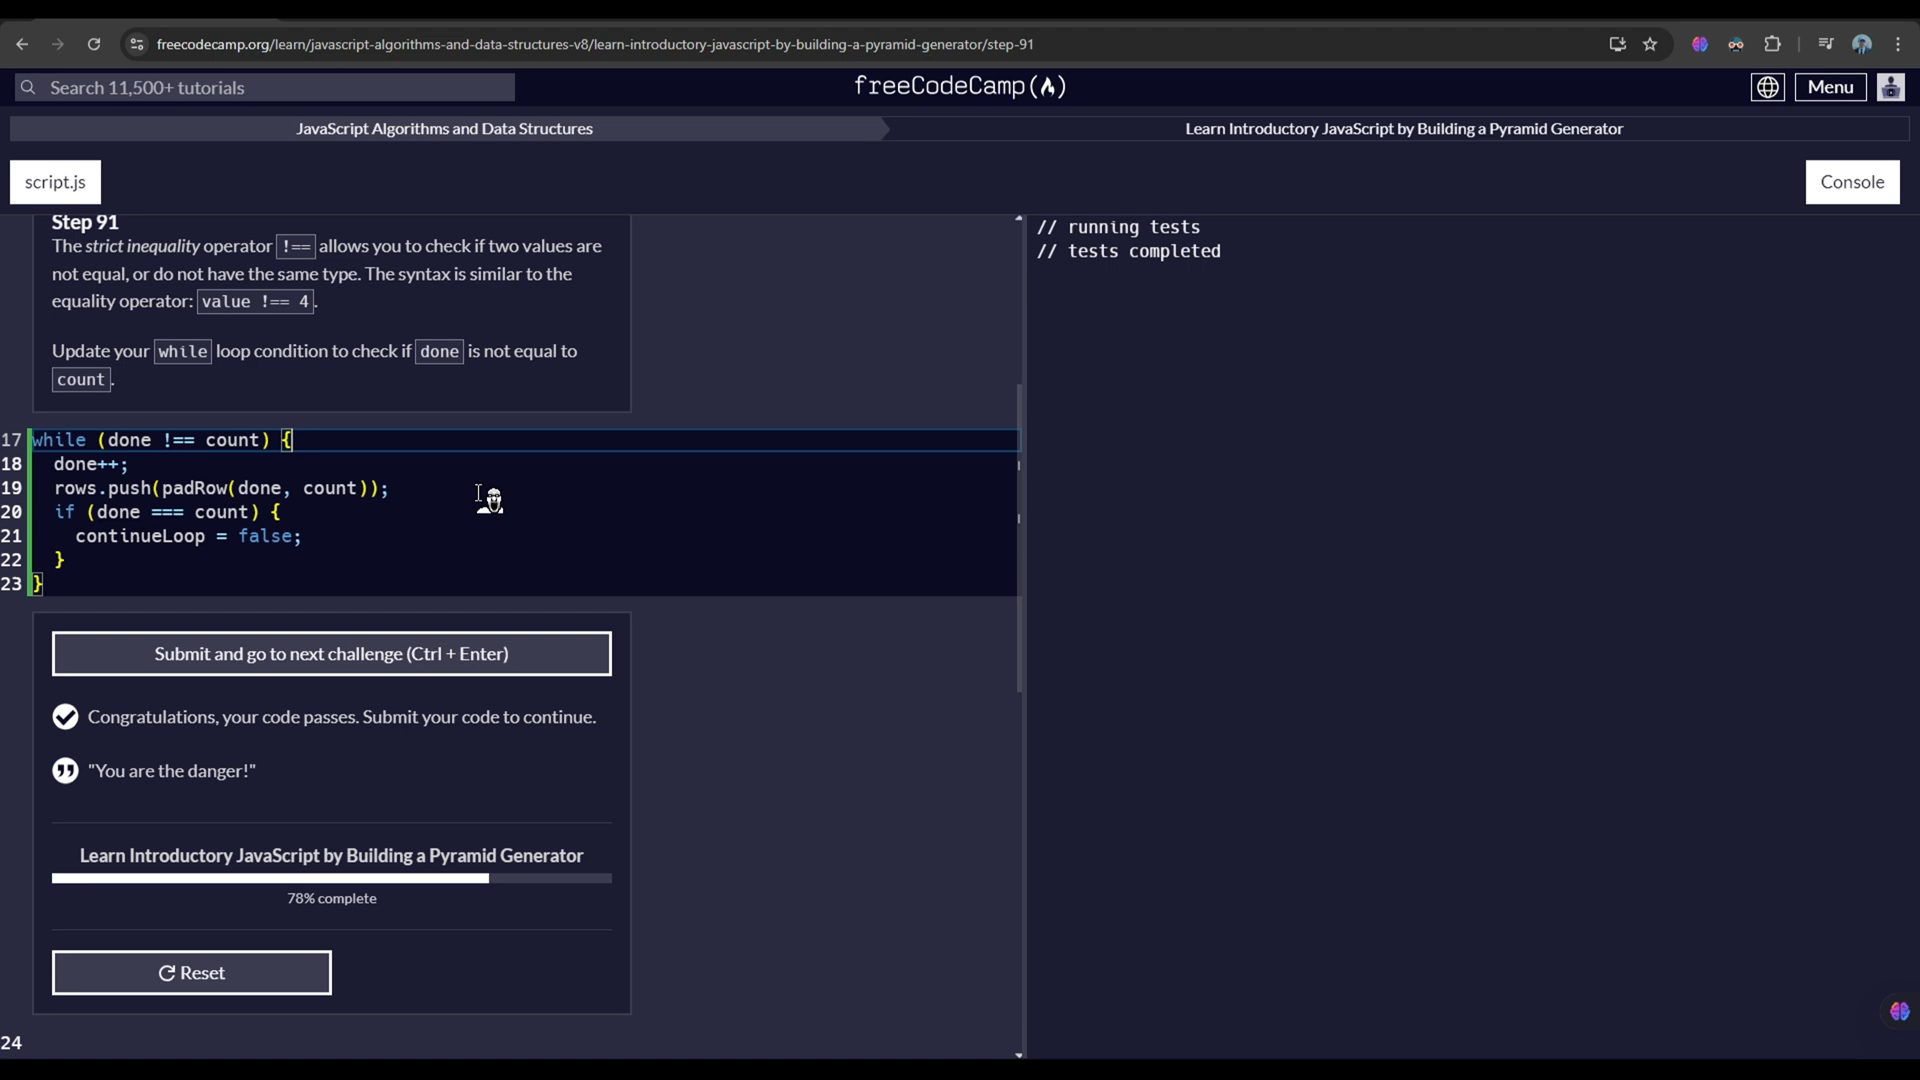 freecodecamp.org/learn/javascript-algorithms-and-data-structures-v8/learn-introductory-javascript-by-building-a-pyramid-generator/step-91
Search 11,500+ tutorials
freeCodeCamp(🔥)
Menu
JavaScript Algorithms and Data Structures
Learn Introductory JavaScript by Building a Pyramid Generator
script.js
Console
Step 91
The strict inequality operator !== allows you to check if two values are
not equal, or do not have the same type. The syntax is similar to the
equality operator: value !== 4.
Update your while loop condition to check if done is not equal to
count.
// running tests
// tests completed
17 while (done !== count) {
18 done++;
19 rows.push(padRow(done, count));
20 if (done === count) {
21 continueLoop = false;
22 }
23 }
Submit and go to next challenge (Ctrl + Enter)
Congratulations, your code passes. Submit your code to continue.
"You are the danger!"
Learn Introductory JavaScript by Building a Pyramid Generator
78% complete
Reset
24